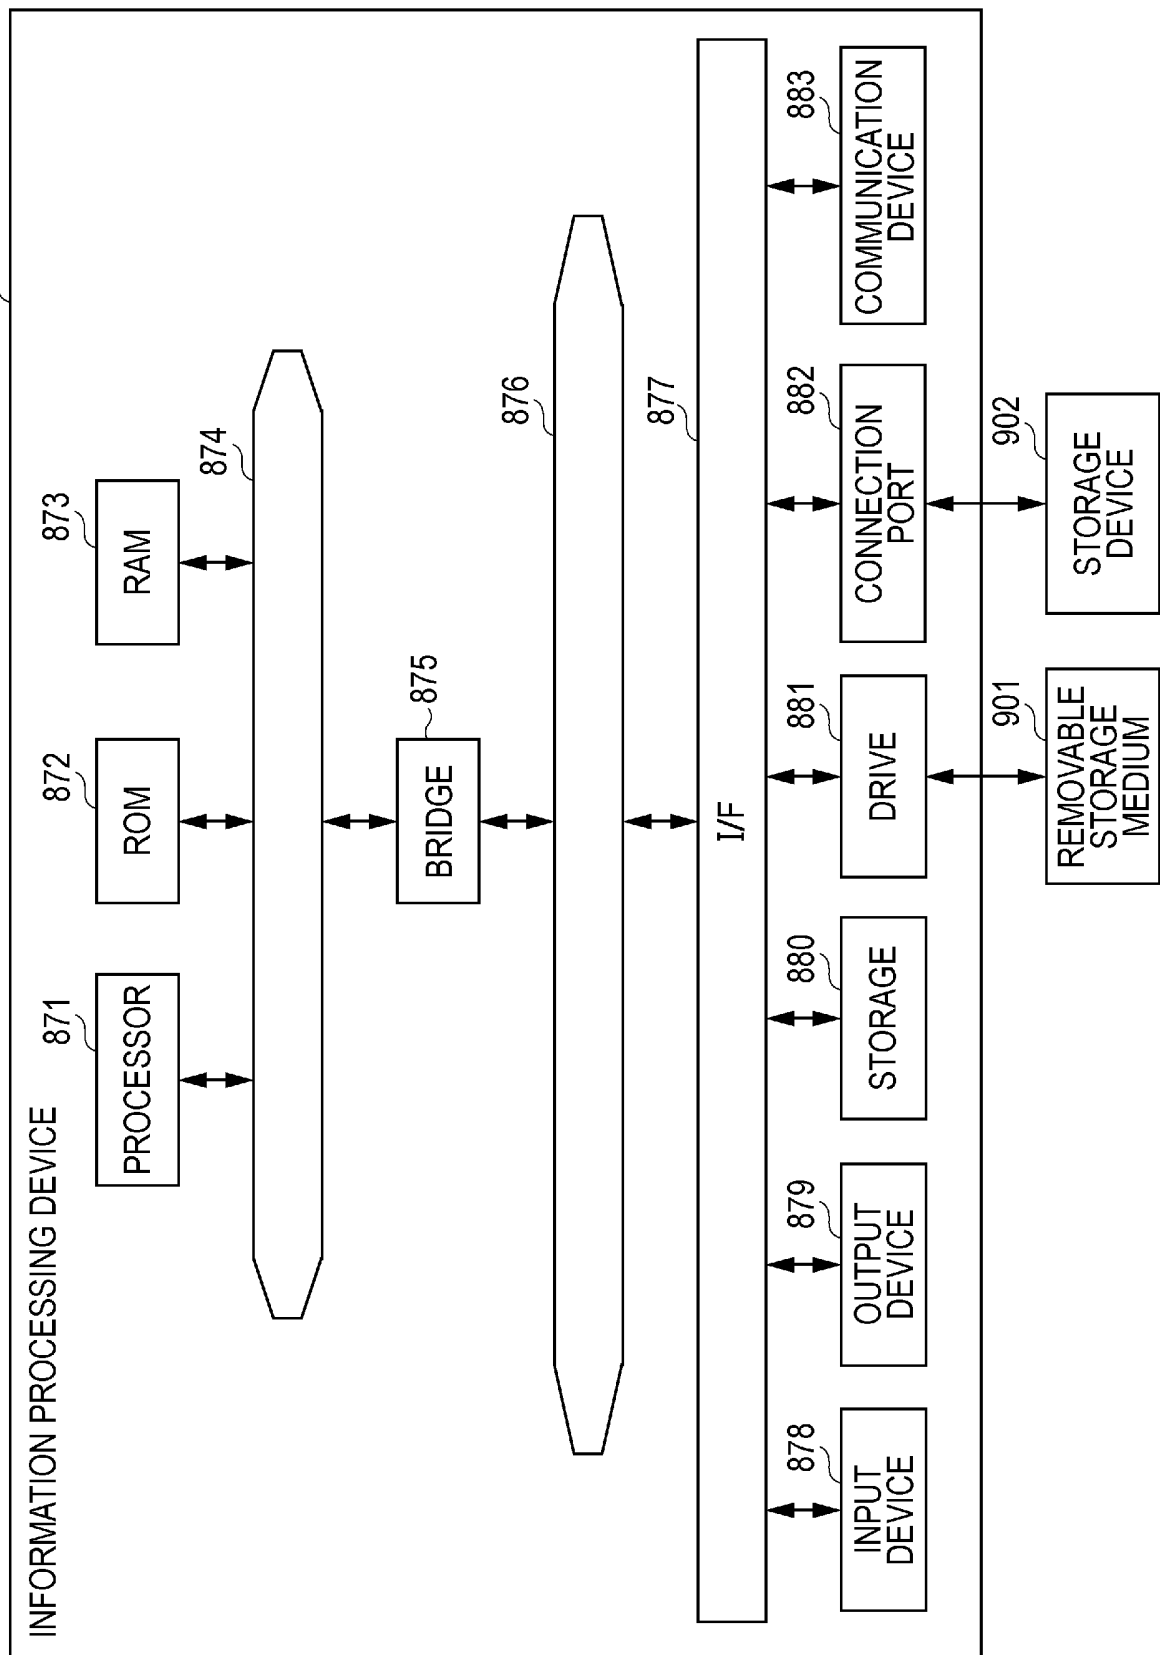 INFORMATION PROCESSING DEVICE
871
872
873
PROCESSOR
ROM
RAM
874
875
BRIDGE
876
877
I/F
878
879
880
881
882
883
INPUT
DEVICE
OUTPUT
DEVICE
STORAGE
DRIVE
CONNECTION
PORT
COMMUNICATION
DEVICE
901
902
REMOVABLE
STORAGE
MEDIUM
STORAGE
DEVICE